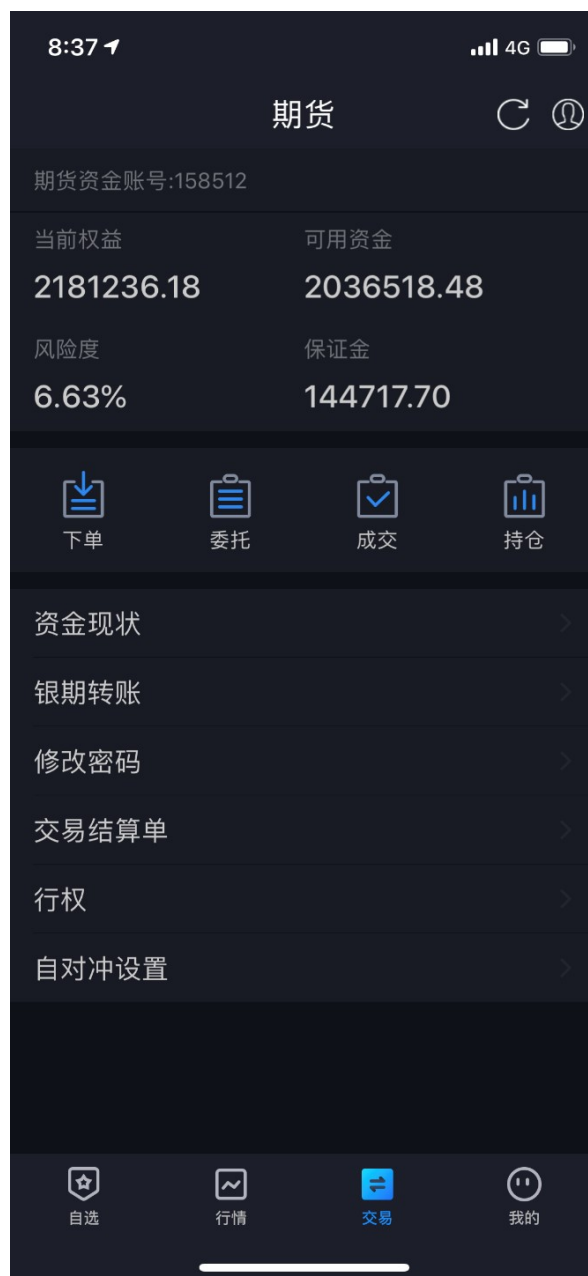 8:37
4G
期货
期货资金账号:158512
当前权益 可用资金
2181236.18 2036518.48
风险度 保证金
6.63% 144717.70
下单 委托 成交 持仓
资金现状
银期转账
修改密码
交易结算单
行权
自对冲设置
自选 行情 交易 我的